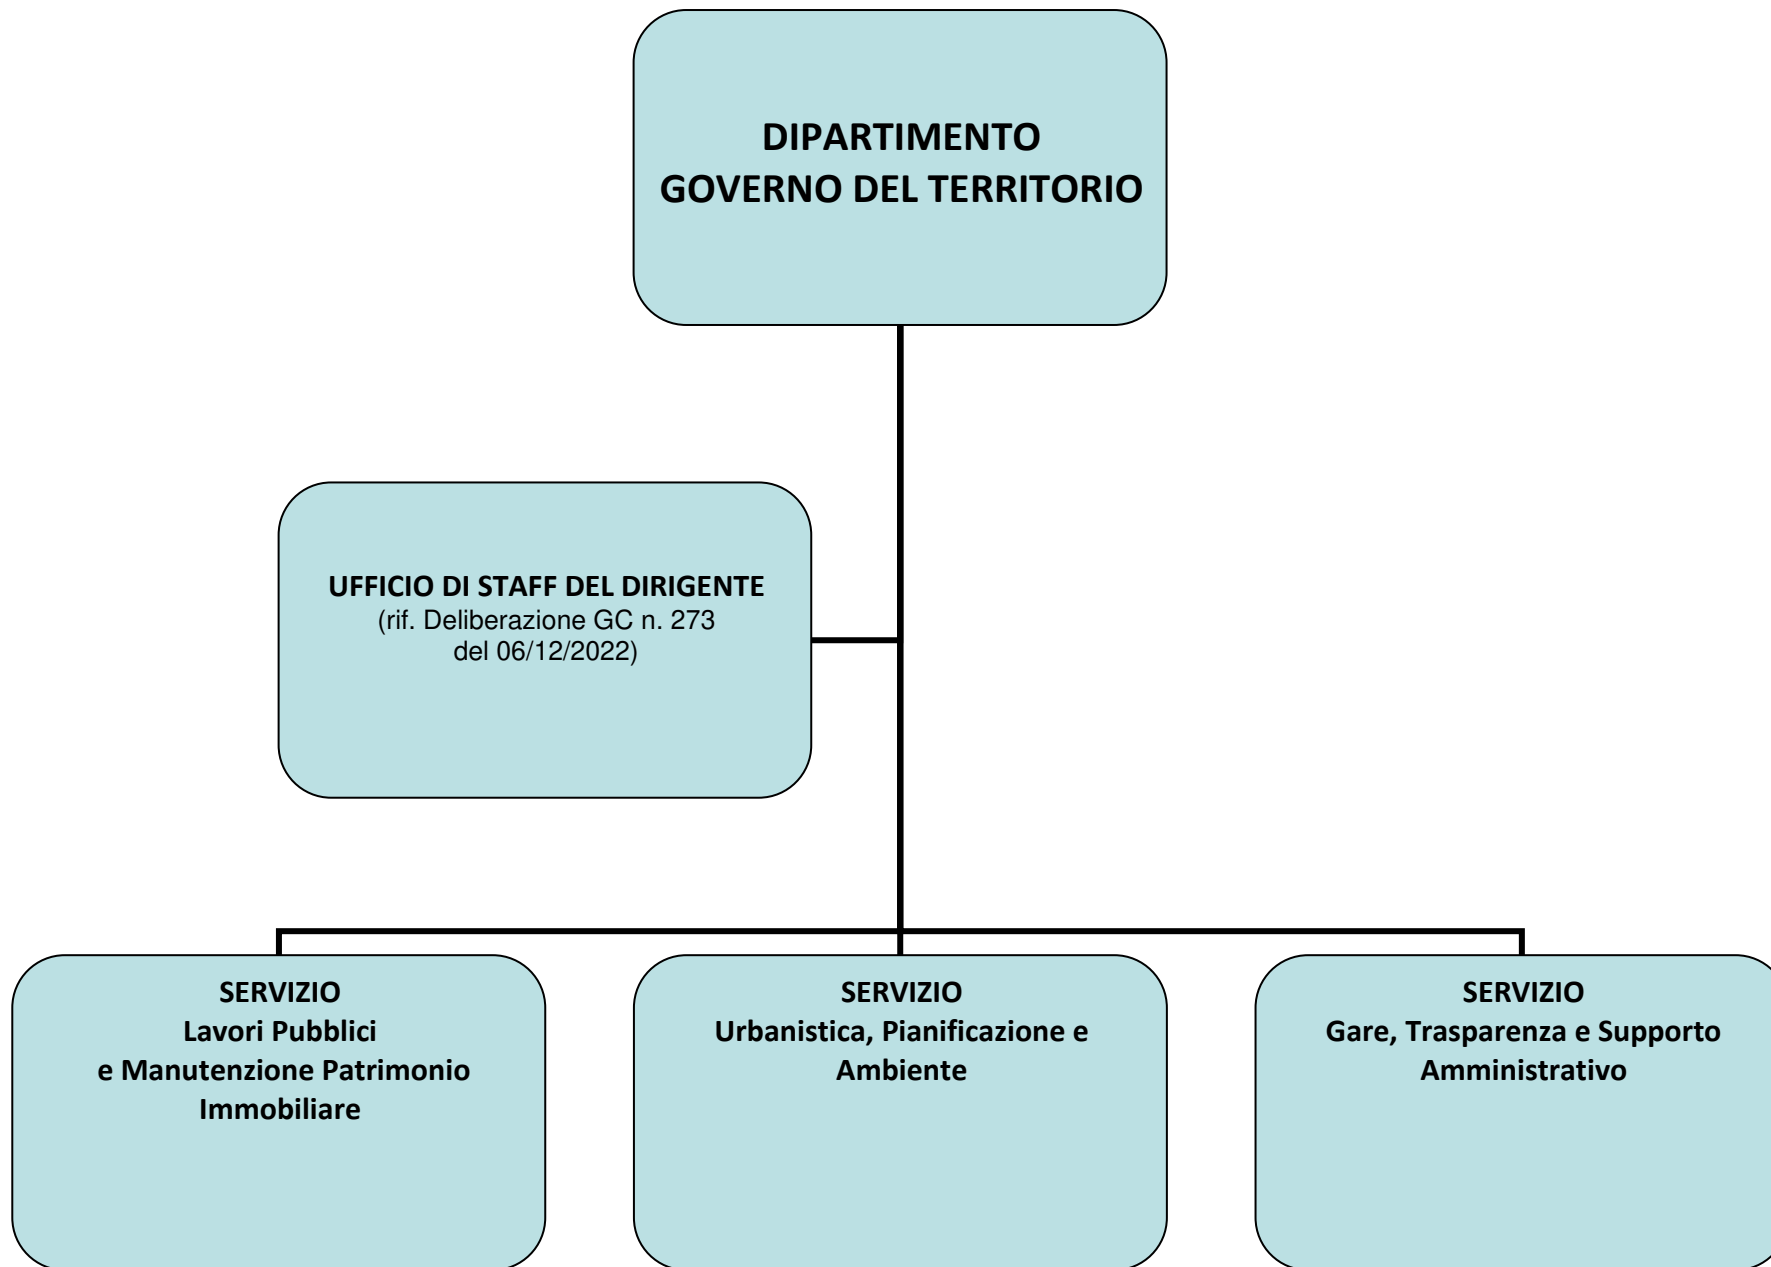 DIPARTIMENTO
GOVERNO DEL TERRITORIO
UFFICIO DI STAFF DEL DIRIGENTE
(rif. Deliberazione GC n. 273
del 06/12/2022)
SERVIZIO
Lavori Pubblici
e Manutenzione Patrimonio
Immobiliare
SERVIZIO
Urbanistica, Pianificazione e
Ambiente
SERVIZIO
Gare, Trasparenza e Supporto
Amministrativo